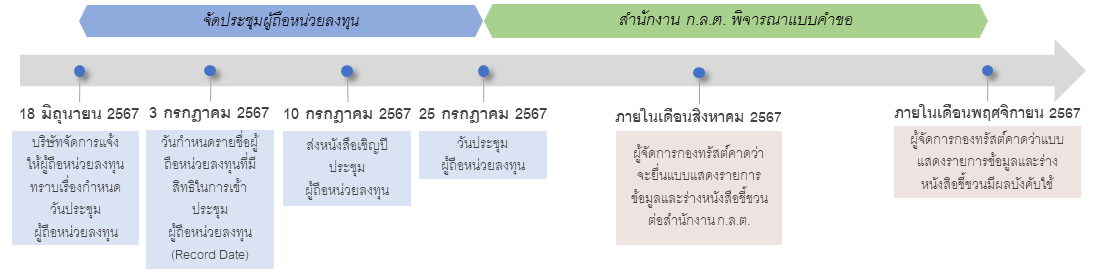 จัดประชุมผู้ถือหน่วยลงทุน
สำนักงาน ก.ล.ต. พิจารณาแบบคำขอ
18 มิถุนายน 2567
บริษัทจัดการแจ้ง
ให้ผู้ถือหน่วยลงทุน
ทราบเรื่องกำหนด
วันประชุม
ผู้ถือหน่วยลงทุน
3 กรกฎาคม 2567
วันกำหนดรายชื่อผู้
ถือหน่วยลงทุนที่มี
สิทธิในการเข้า
ประชุม
ผู้ถือหน่วยลงทุน
(Record Date)
10 กรกฎาคม 2567
ส่งหนังสือเชิญปี
ประชุม
ผู้ถือหน่วยลงทุน
25 กรกฎาคม 2567
วันประชุม
ผู้ถือหน่วยลงทุน
ภายในเดือนสิงหาคม 2567
ผู้จัดการกองทรัสต์คาดว่า
จะยื่นแบบแสดงรายการ
ข้อมูลและร่างหนังสือชี้ชวน
ต่อสำนักงาน ก.ล.ต.
ภายในเดือนพฤศจิกายน 2567
ผู้จัดการกองทรัสต์คาดว่าแบบ
แสดงรายการข้อมูลและร่าง
หนังสือชี้ชวนมีผลบังคับใช้